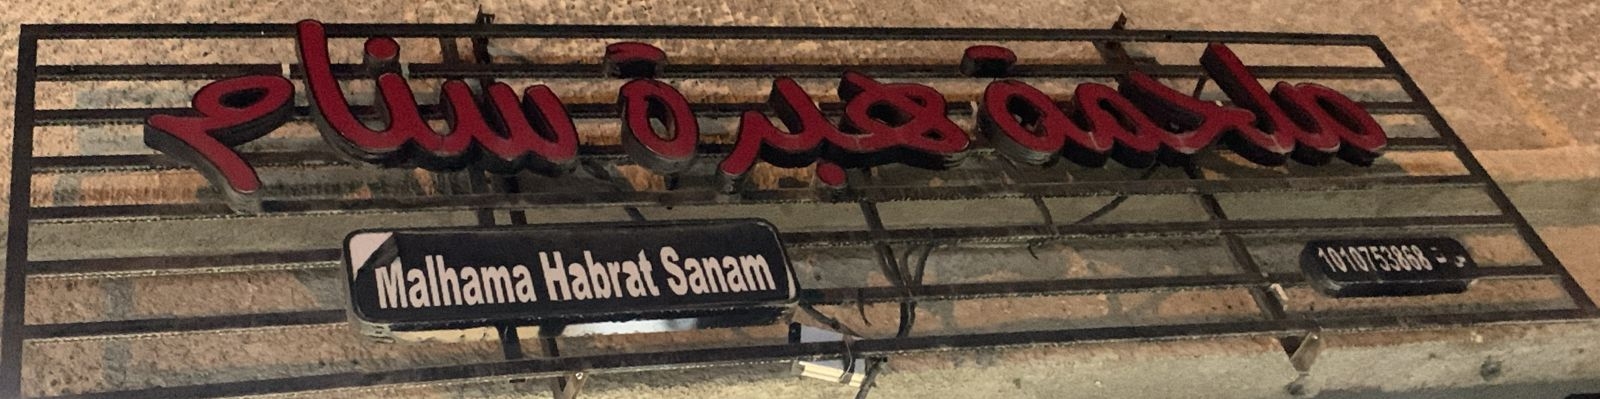 ملحمة هبرة سنام
Malhama Habrat Sanam
س ت 1010753868